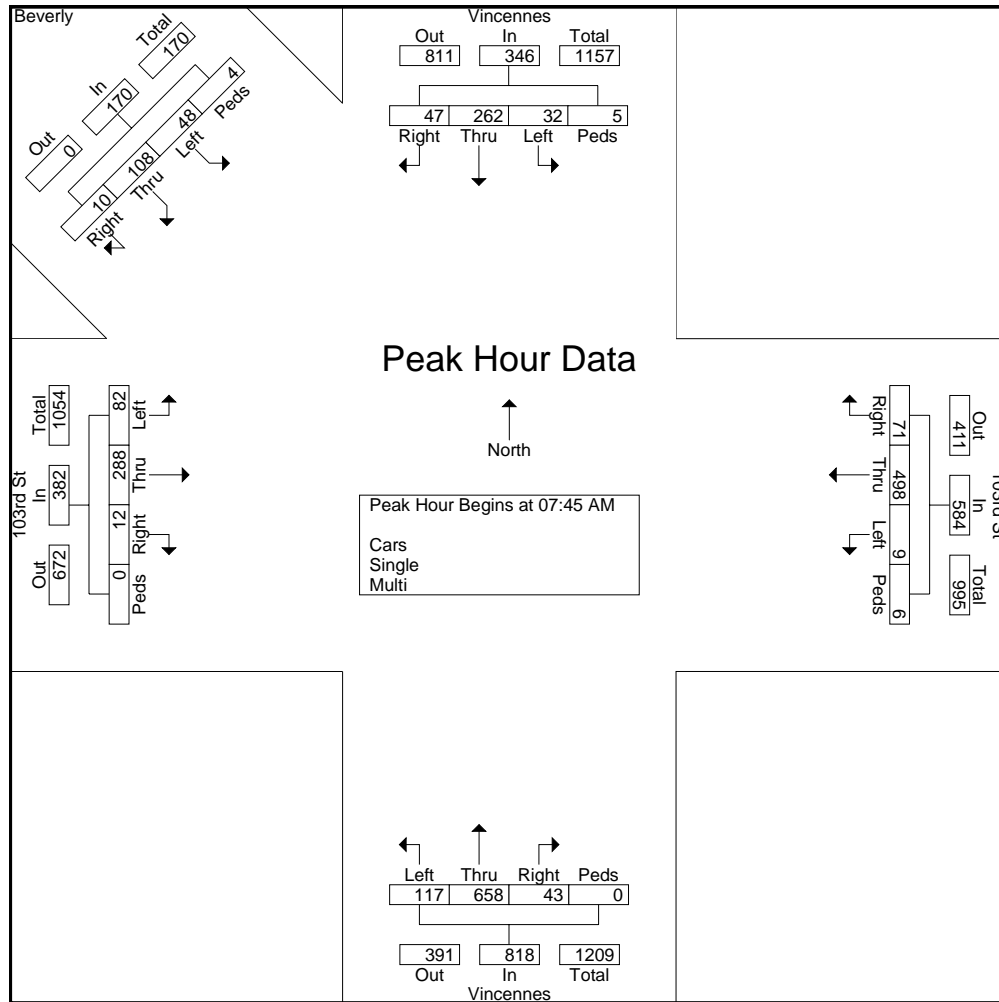 Beverly
Total
170
In
170
Out
0
4
Peds
48
Left
108
Thru
10
Right
Vincennes
Out In Total
811 346 1157
47 262 32 5
Right Thru Left Peds
Peak Hour Data
North
Peak Hour Begins at 07:45 AM
Cars
Single
Multi
103rd St
Total
1054
In
382
Out
672
82
Left
288
Thru
12
Right
0
Peds
Right
71
Thru
498
Left
9
Peds
6
Out
411
In
584
Total
995
103rd St
Left Thru Right Peds
117 658 43 0
391 818 1209
Out In Total
Vincennes